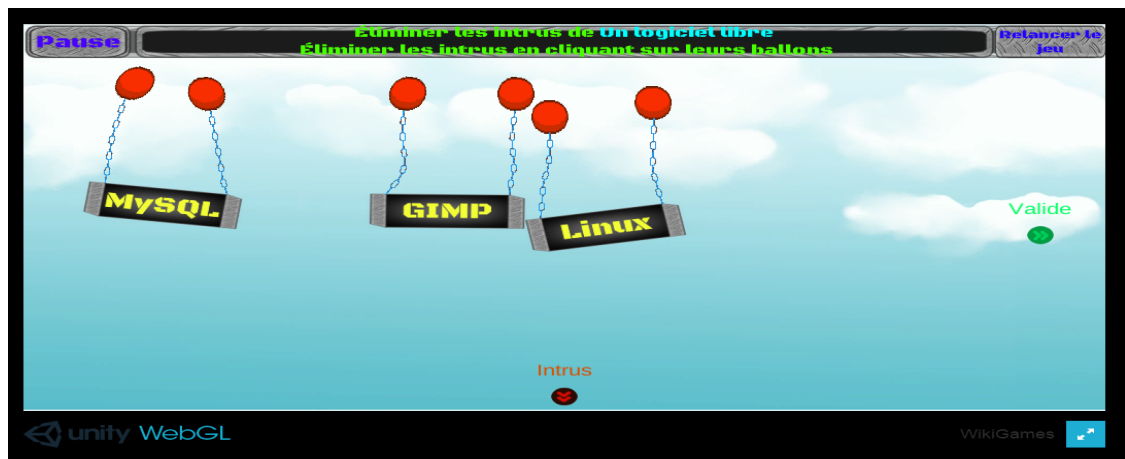 Pause
Éliminer les intrus de Un logiciel libre
Éliminer les intrus en cliquant sur leurs ballons
Relancer le
jeu
MySQL
GIMP
Linux
Valide
Intrus
unity WebGL
WikiGames